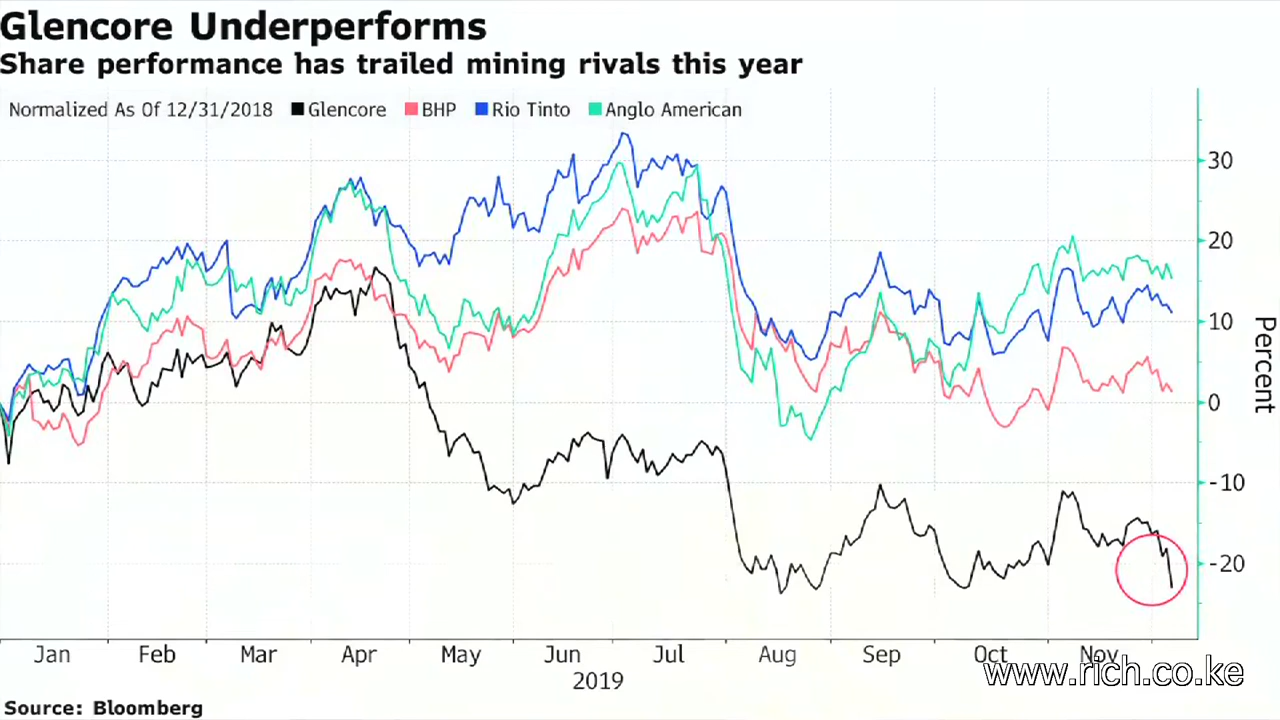 Glencore Underperforms
Share performance has trailed mining rivals this year
Normalized As Of 12/31/2018 Glencore BHP Rio Tinto Anglo American
30
20
10
0
-10
-20
Percent
Jan Feb Mar Apr May Jun Jul Aug Sep Oct Nov
2019
www.rich.co.ke
Source: Bloomberg